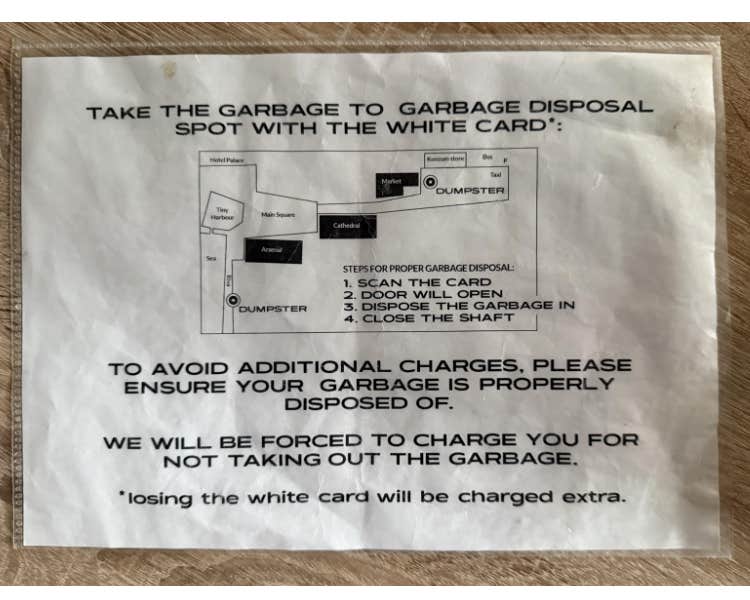 TAKE THE GARBAGE TO GARBAGE DISPOSAL
SPOT WITH THE WHITE CARD*:
Hotel Palace
Konzum store
Bus
P
Taxi
Market
DUMPSTER
Tiny
Harbour
Main Square
Cathedral
Arsenal
Sea
Riva
DUMPSTER
STEPS FOR PROPER GARBAGE DISPOSAL:
1. SCAN THE CARD
2. DOOR WILL OPEN
3. DISPOSE THE GARBAGE IN
4. CLOSE THE SHAFT
TO AVOID ADDITIONAL CHARGES, PLEASE
ENSURE YOUR GARBAGE IS PROPERLY
DISPOSED OF.
WE WILL BE FORCED TO CHARGE YOU FOR
NOT TAKING OUT THE GARBAGE.
*losing the white card will be charged extra.